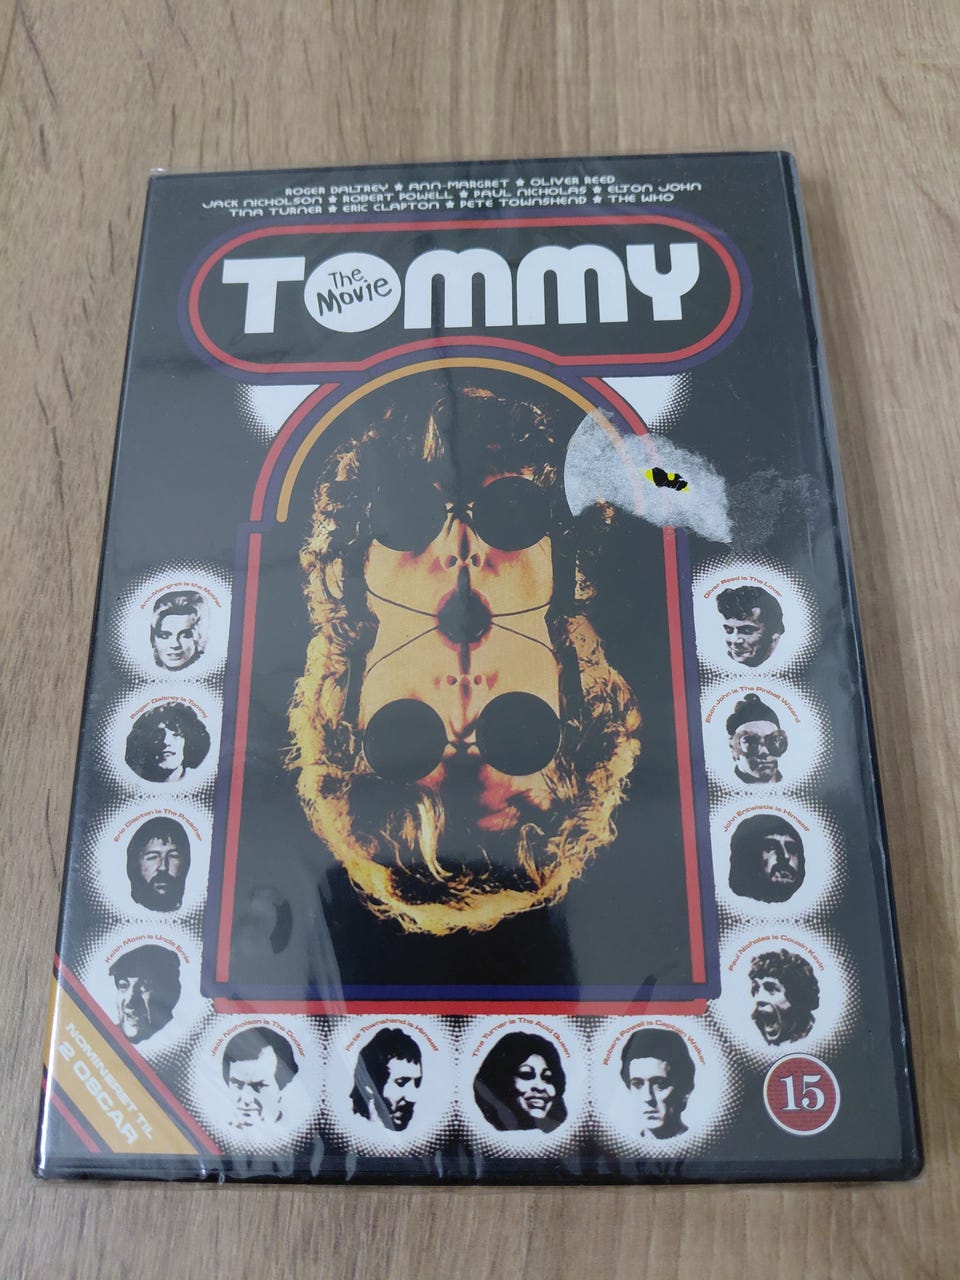 ROGER DALTREY ★ ANN-MARGRET ★ OLIVER REED
JACK NICHOLSON ★ ROBERT POWELL ★ PAUL NICHOLAS ★ ELTON JOHN
TINA TURNER ★ ERIC CLAPTON ★ PETE TOWNSHEND ★ THE WHO
TOMMY
The
Movie
Ann-Margret is the Mother
Oliver Reed is The Lover
Roger Daltrey is Tommy
Elton John is The Pinball Wizard
Eric Clapton is The Preacher
John Entwistle is Himself
Keith Moon is Uncle Ernie
Paul Nicholas is Cousin Kevin
Jack Nicholson is The Doctor
Pete Townshend is Himself
Tina Turner is The Acid Queen
Robert Powell is Captain Walker
NOMINERET TIL
2 OSCAR
15